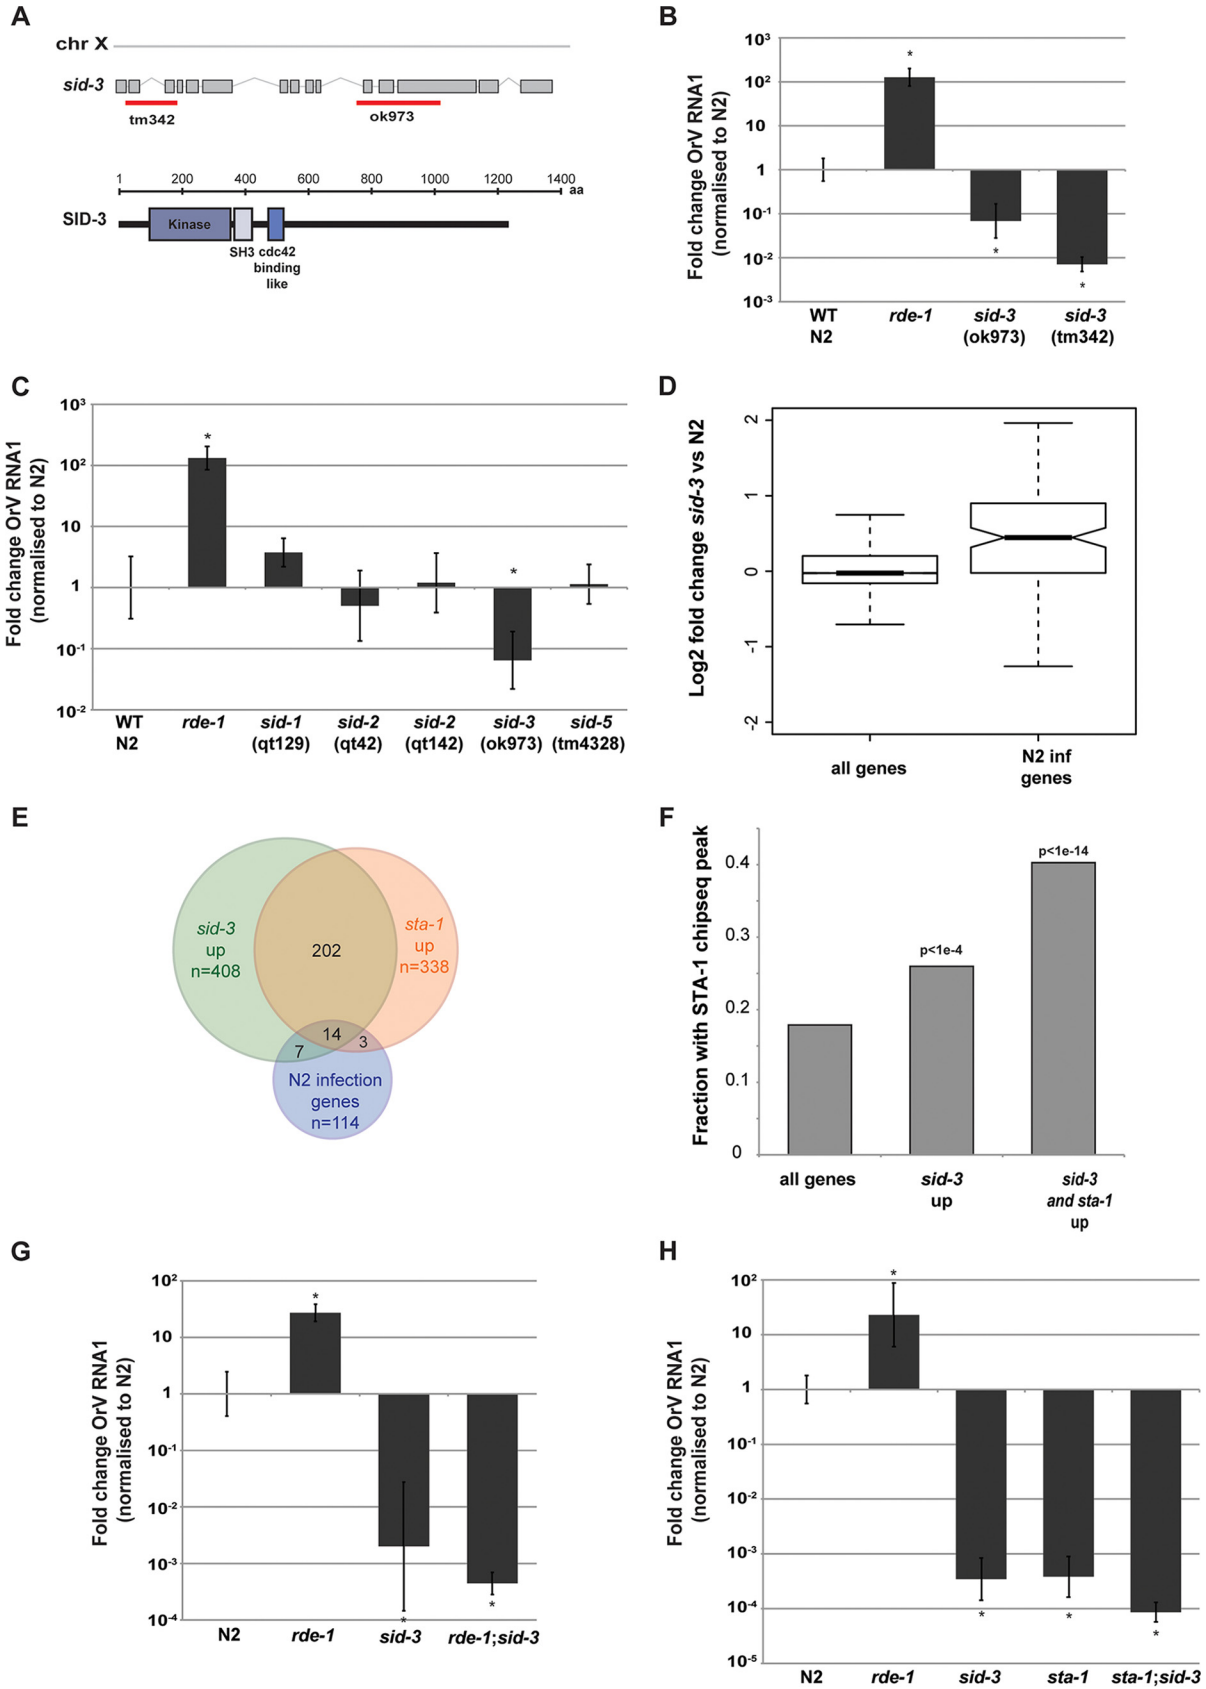 A
chr X
sid-3
tm342
ok973
1 200 400 600 800 1000 1200 1400
aa
SID-3
Kinase
SH3 cdc42
binding
like
B
Fold change OrV RNA1
(normalised to N2)
10³
10²
10
1
10⁻¹
10⁻²
10⁻³
*
*
*
WT
N2
rde-1
sid-3
(ok973)
sid-3
(tm342)
C
Fold change OrV RNA1
(normalised to N2)
10³
10²
10
1
10⁻¹
10⁻²
*
*
WT
N2
rde-1
sid-1
(qt129)
sid-2
(qt42)
sid-2
(qt142)
sid-3
(ok973)
sid-5
(tm4328)
D
Log2 fold change sid-3 vs N2
2
1
0
-1
-2
all genes
N2 inf
genes
E
sid-3
up
n=408
202
sta-1
up
n=338
14
7
3
N2 infection
genes
n=114
F
Fraction with STA-1 chipseq peak
0.4
0.3
0.2
0.1
0
p<1e-4
p<1e-14
all genes
sid-3
up
sid-3
and sta-1
up
G
Fold change OrV RNA1
(normalised to N2)
10²
10
1
10⁻¹
10⁻²
10⁻³
10⁻⁴
*
*
*
N2
rde-1
sid-3
rde-1;sid-3
H
Fold change OrV RNA1
(normalised to N2)
10²
10
1
10⁻¹
10⁻²
10⁻³
10⁻⁴
10⁻⁵
*
*
*
*
N2
rde-1
sid-3
sta-1
sta-1;sid-3